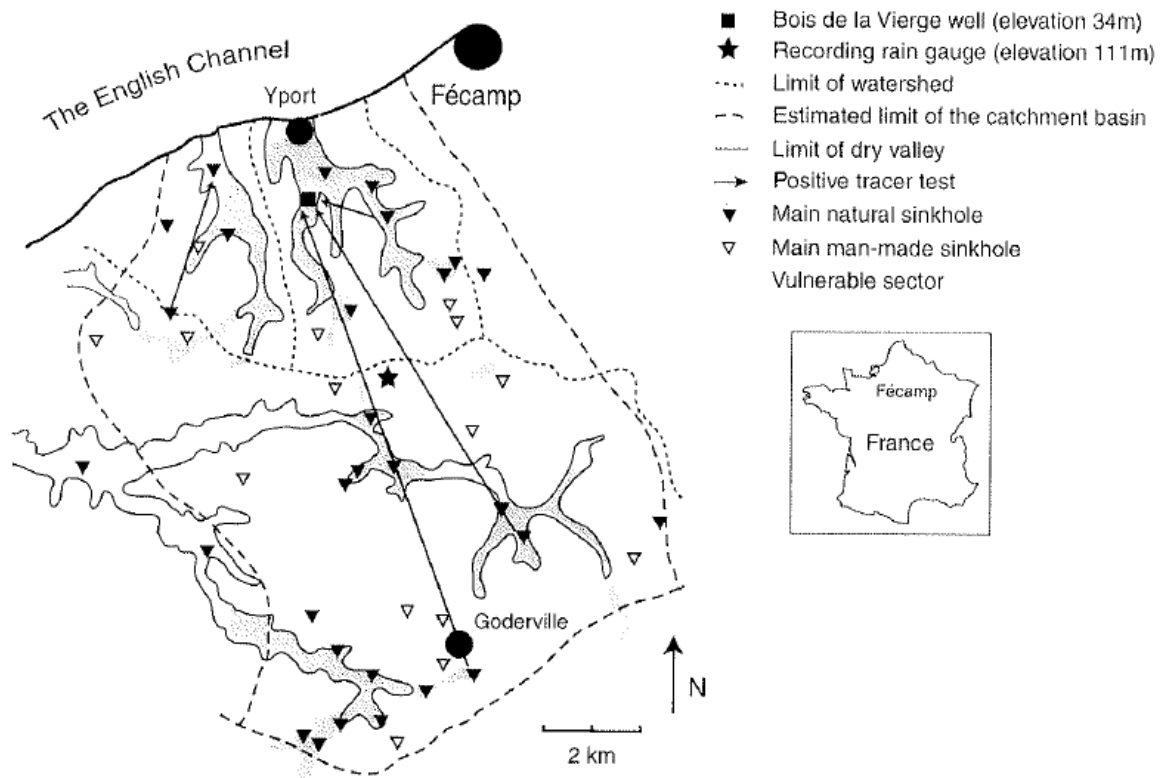 The English Channel
Yport
Fécamp
Goderville
N
2 km
Bois de la Vierge well (elevation 34m)
Recording rain gauge (elevation 111m)
Limit of watershed
Estimated limit of the catchment basin
Limit of dry valley
Positive tracer test
Main natural sinkhole
Main man-made sinkhole
Vulnerable sector
Fécamp
France